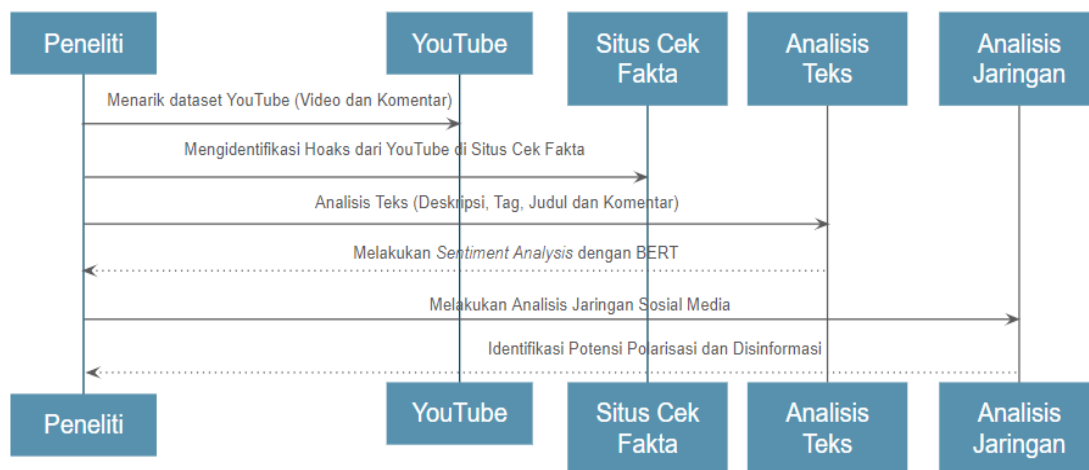 Peneliti
YouTube
Situs Cek
Fakta
Analisis
Teks
Analisis
Jaringan
Menarik dataset YouTube (Video dan Komentar)
Mengidentifikasi Hoaks dari YouTube di Situs Cek Fakta
Analisis Teks (Deskripsi, Tag, Judul dan Komentar)
Melakukan Sentiment Analysis dengan BERT
Melakukan Analisis Jaringan Sosial Media
Identifikasi Potensi Polarisasi dan Disinformasi
Peneliti
YouTube
Situs Cek
Fakta
Analisis
Teks
Analisis
Jaringan